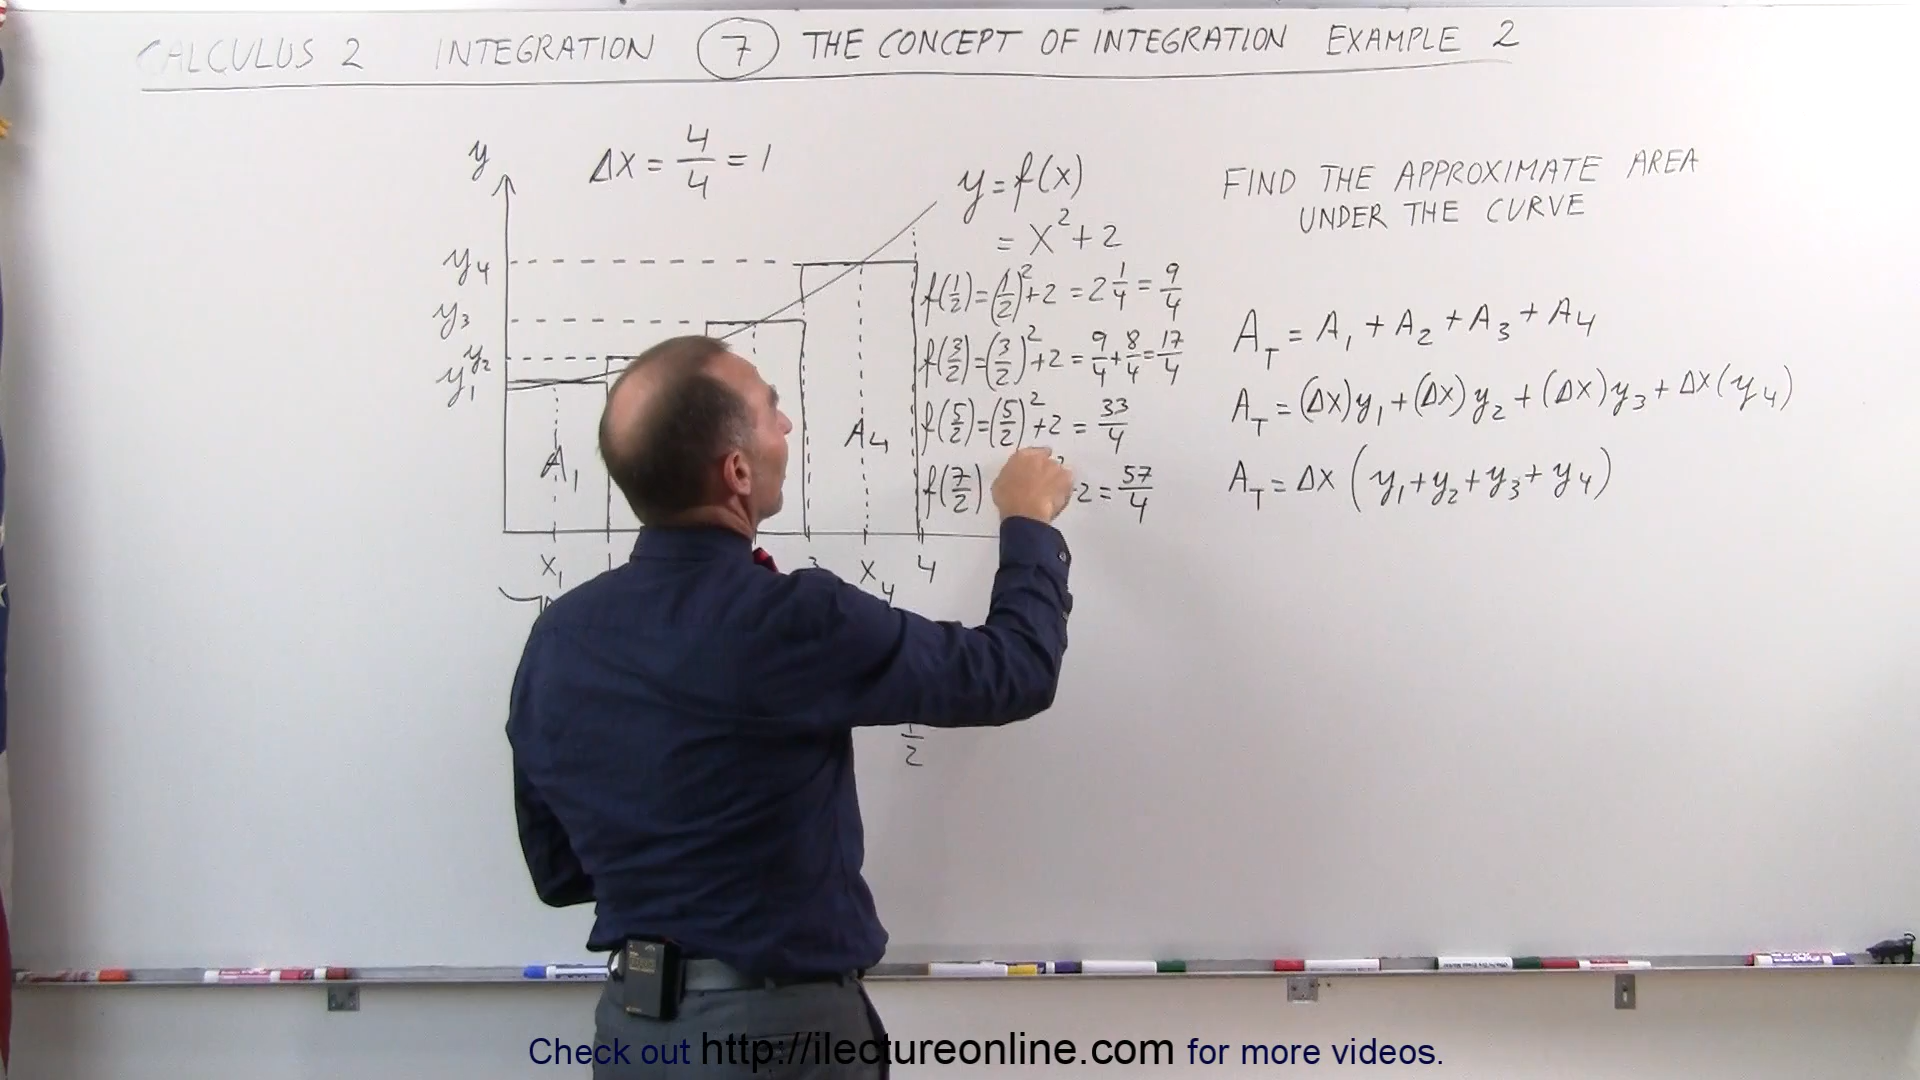 CALCULUS 2 INTEGRATION 7 THE CONCEPT OF INTEGRATION EXAMPLE 2
y
Δx = 4/4 = 1
y = f(x)
= x² + 2
FIND THE APPROXIMATE AREA
UNDER THE CURVE
y₄
y₃
y₂
y₁
f(1/2) = (1/2)² + 2 = 2 1/4 = 9/4
f(3/2) = (3/2)² + 2 = 9/4 + 8/4 = 17/4
f(5/2) = (5/2)² + 2 = 33/4
f(7/2) +2 = 57/4
A₁
A₄
x₁
x₄ 4
1/2
A_T = A₁ + A₂ + A₃ + A₄
A_T = (Δx)y₁ + (Δx)y₂ + (Δx)y₃ + Δx(y₄)
A_T = Δx (y₁ + y₂ + y₃ + y₄)
Check out http://ilectureonline.com for more videos.